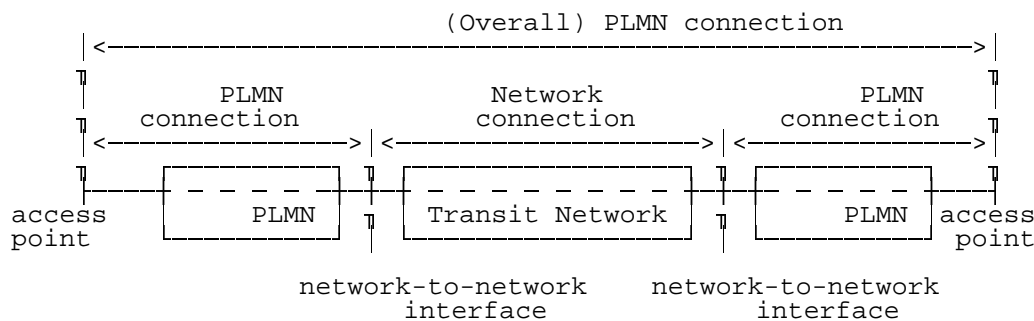 (Overall) PLMN connection
PLMN Network PLMN
connection connection connection
access PLMN Transit Network PLMN access
point point
network-to-network network-to-network
interface interface